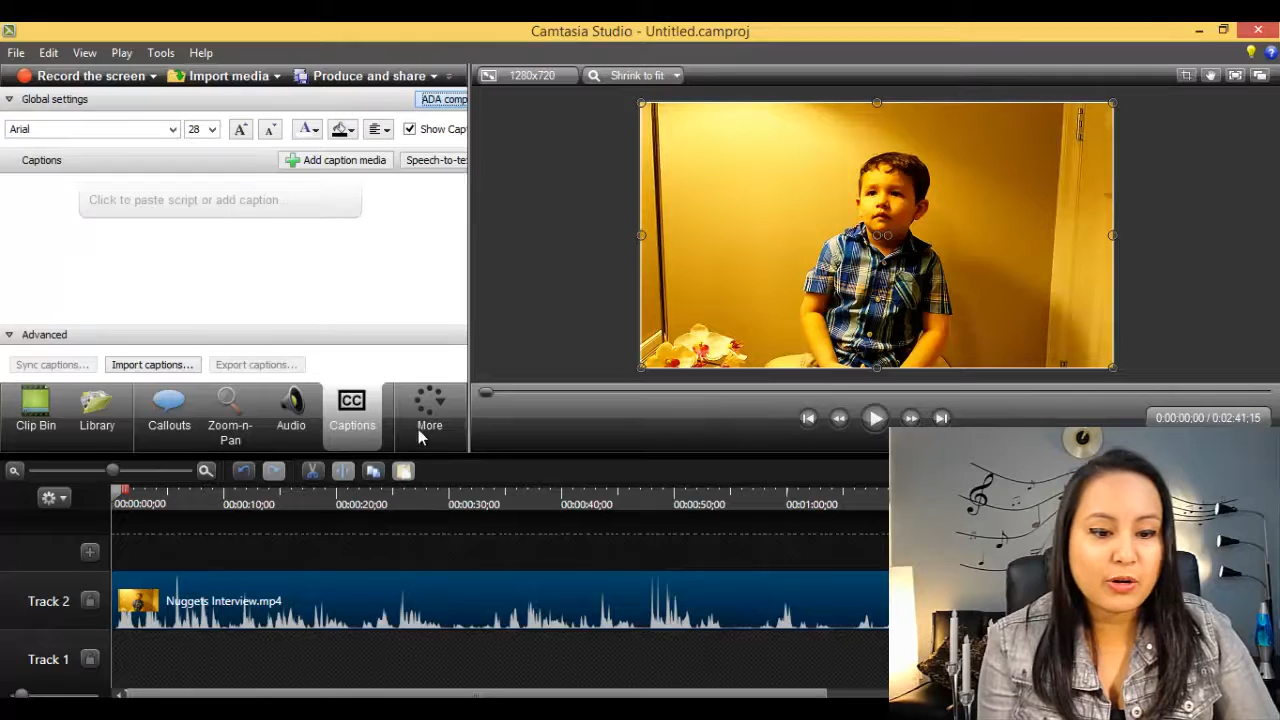 Camtasia Studio - Untitled.camproj
File Edit View Play Tools Help
Record the screen Import media Produce and share 1280x720 Shrink to fit
Global settings ADA comp
Arial 28 A A A Show Cap
Captions Add caption media Speech-to-te
Click to paste script or add caption...
Advanced
Sync captions... Import captions... Export captions...
CC
Clip Bin Library Callouts Zoom-n-Pan Audio Captions More
0:00:00;00 / 0:02:41;15
00:00:00;00 00:00:10;00 00:00:20;00 00:00:30;00 00:00:40;00 00:00:50;00 00:01:00;00
Track 2 Nuggets Interview.mp4
Track 1